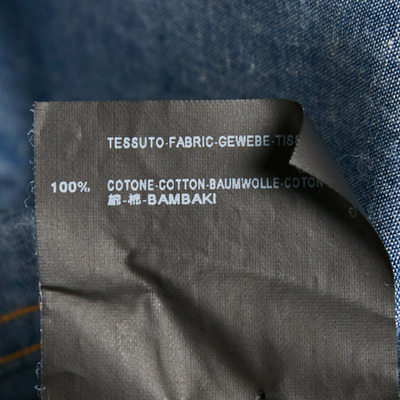 TESSUTO-FABRIC-GEWEBE-TISS
100% COTONE-COTTON-BAUMWOLLE-COTON
綿-棉-BAMBAKI